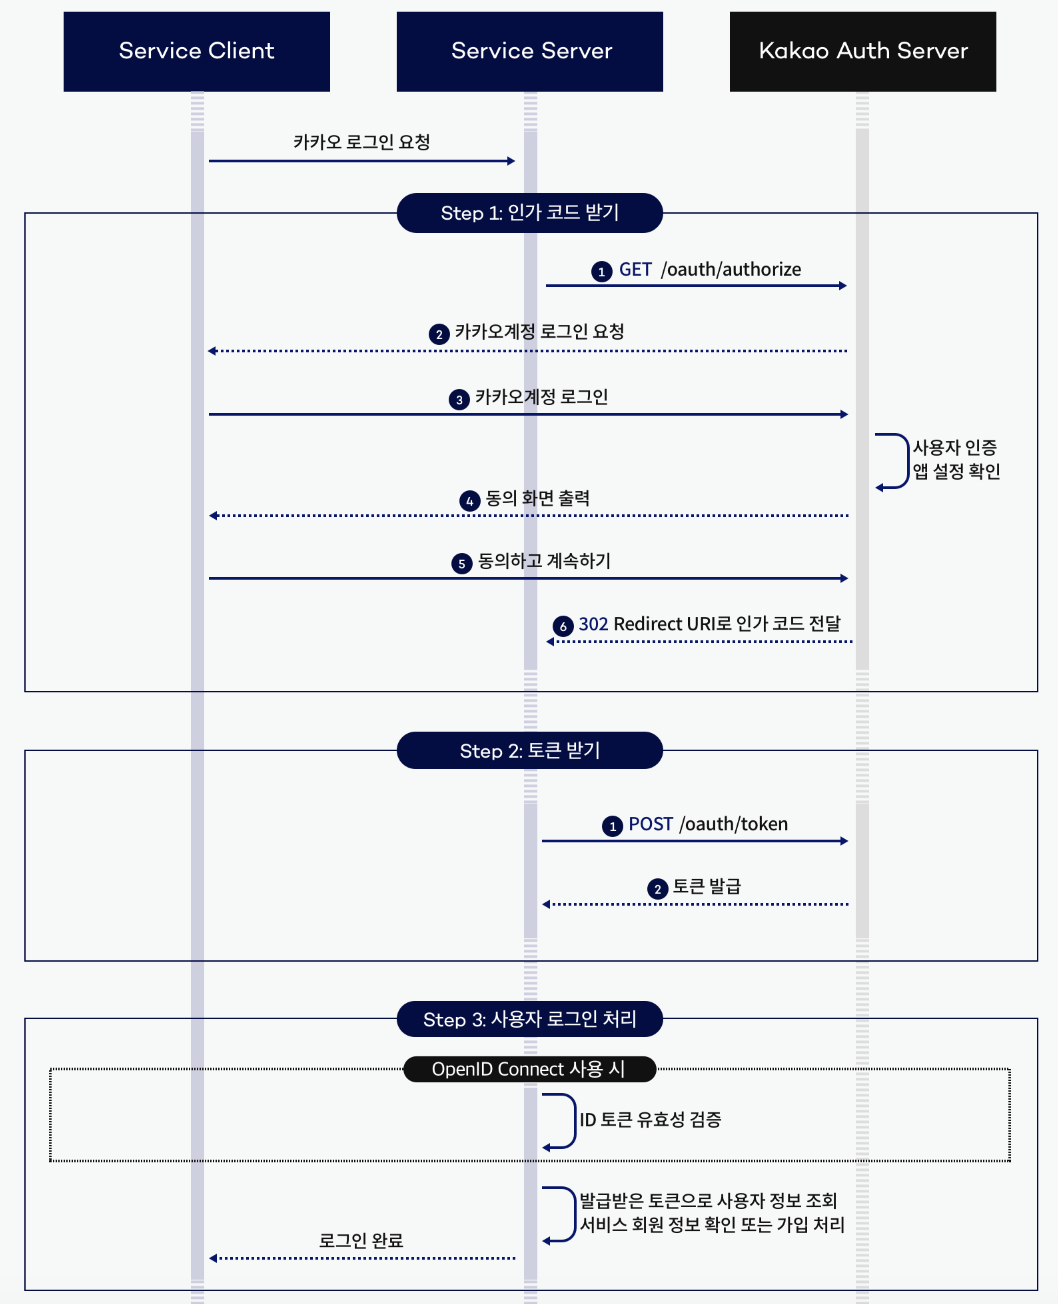 Service Client
Service Server
Kakao Auth Server
카카오 로그인 요청
Step 1: 인가 코드 받기
1 GET /oauth/authorize
2 카카오계정 로그인 요청
3 카카오계정 로그인
사용자 인증
앱 설정 확인
4 동의 화면 출력
5 동의하고 계속하기
6 302 Redirect URI로 인가 코드 전달
Step 2: 토큰 받기
1 POST /oauth/token
2 토큰 발급
Step 3: 사용자 로그인 처리
OpenID Connect 사용 시
ID 토큰 유효성 검증
발급받은 토큰으로 사용자 정보 조회
서비스 회원 정보 확인 또는 가입 처리
로그인 완료